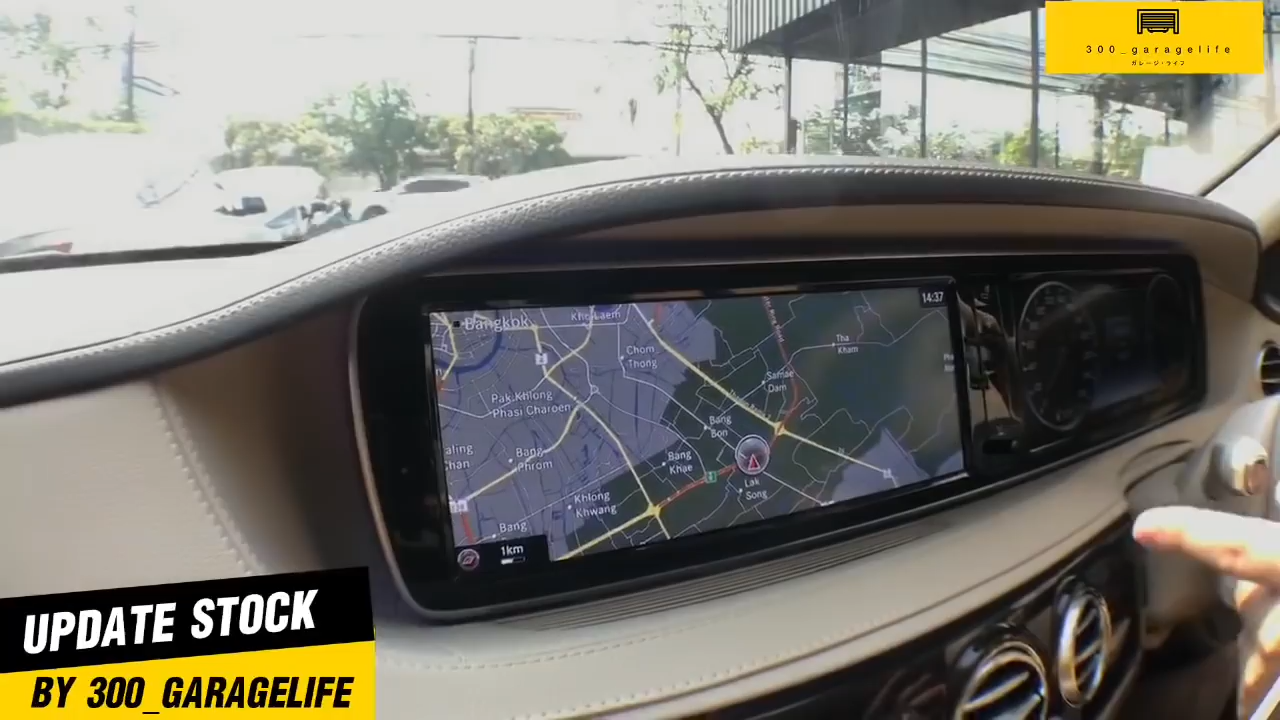 300_garagelife
ガレージ・ライフ
14:37
Bangkok
Chom
Thong
Tha
Kham
Samae
Dam
Pak Khlong
Phasi Charoen
Bang
Bon
Bang
Phrom
Bang
Khae
Lak
Song
Khlong
Khwang
Bang
1km
UPDATE STOCK
BY 300_GARAGELIFE